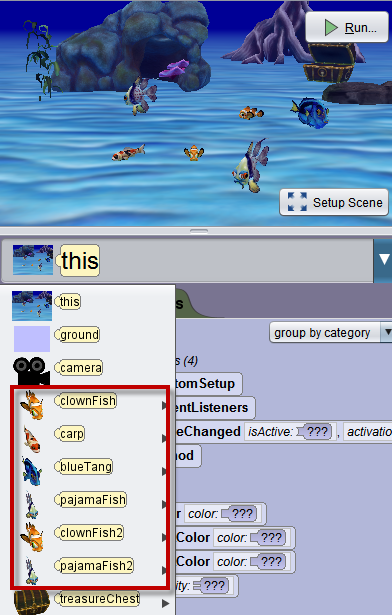 Run...
Setup Scene
this
this
s
ground
group by category
camera
s (4)
tomSetup
clownFish
entListeners
carp
eChanged isActive: ??? , activatio
blueTang
nod
pajamaFish
r color: ???
clownFish2
Color color: ???
pajamaFish2
Color color: ???
ity: ???
treasureChest